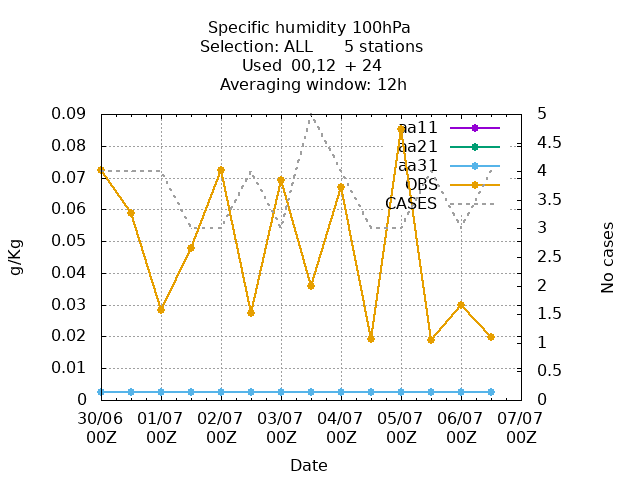 Specific humidity 100hPa
Selection: ALL 5 stations
Used 00,12 + 24
Averaging window: 12h
0.09
0.08
0.07
0.06
0.05
0.04
0.03
0.02
0.01
0
g/Kg
aa11
aa21
aa31
OBS
CASES
5
4.5
4
3.5
3
2.5
2
1.5
1
0.5
0
No cases
30/06 01/07 02/07 03/07 04/07 05/07 06/07 07/07
00Z 00Z 00Z 00Z 00Z 00Z 00Z 00Z
Date